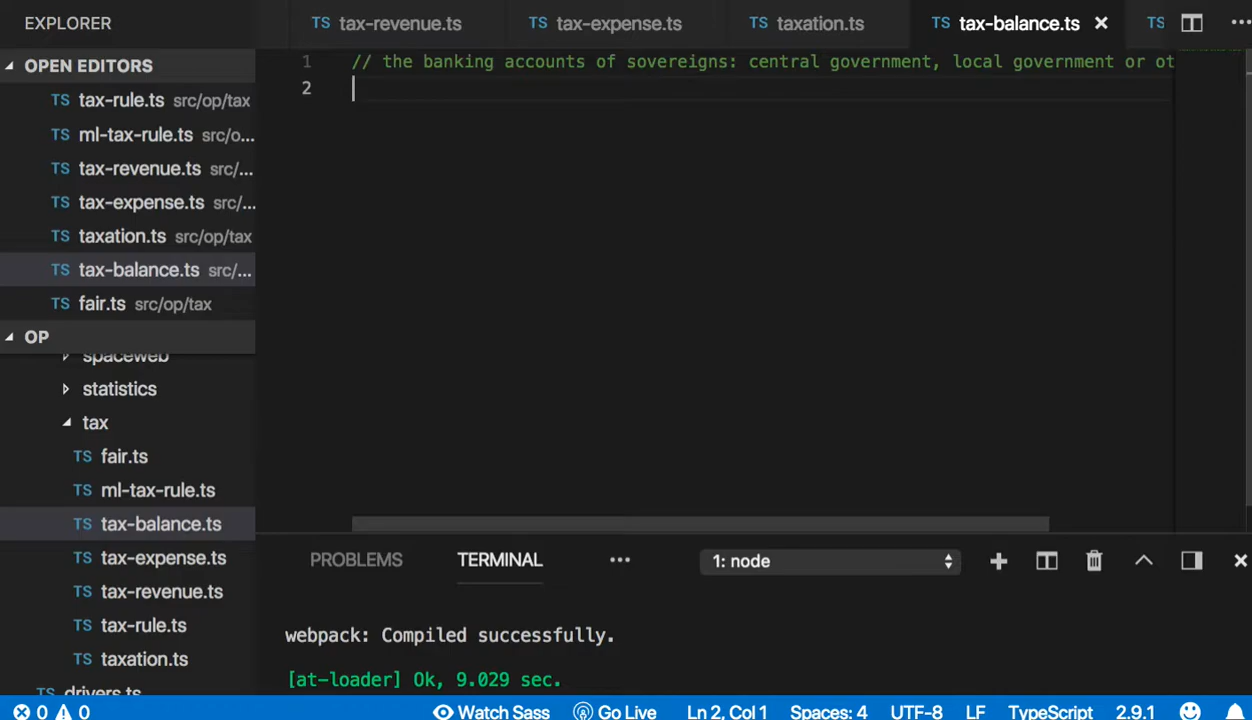 EXPLORER
TS tax-revenue.ts TS tax-expense.ts TS taxation.ts TS tax-balance.ts × TS
OPEN EDITORS
TS tax-rule.ts src/op/tax
TS ml-tax-rule.ts src/o...
TS tax-revenue.ts src/...
TS tax-expense.ts src/...
TS taxation.ts src/op/tax
TS tax-balance.ts src/...
TS fair.ts src/op/tax
OP
spaceweb
statistics
tax
TS fair.ts
TS ml-tax-rule.ts
TS tax-balance.ts
TS tax-expense.ts
TS tax-revenue.ts
TS tax-rule.ts
TS taxation.ts
TS drivers.ts
1 // the banking accounts of sovereigns: central government, local government or ot
2
PROBLEMS TERMINAL ... 1: node
webpack: Compiled successfully.
[at-loader] Ok, 9.029 sec.
0 0 Watch Sass Go Live Ln 2, Col 1 Spaces: 4 UTF-8 LF TypeScript 2.9.1